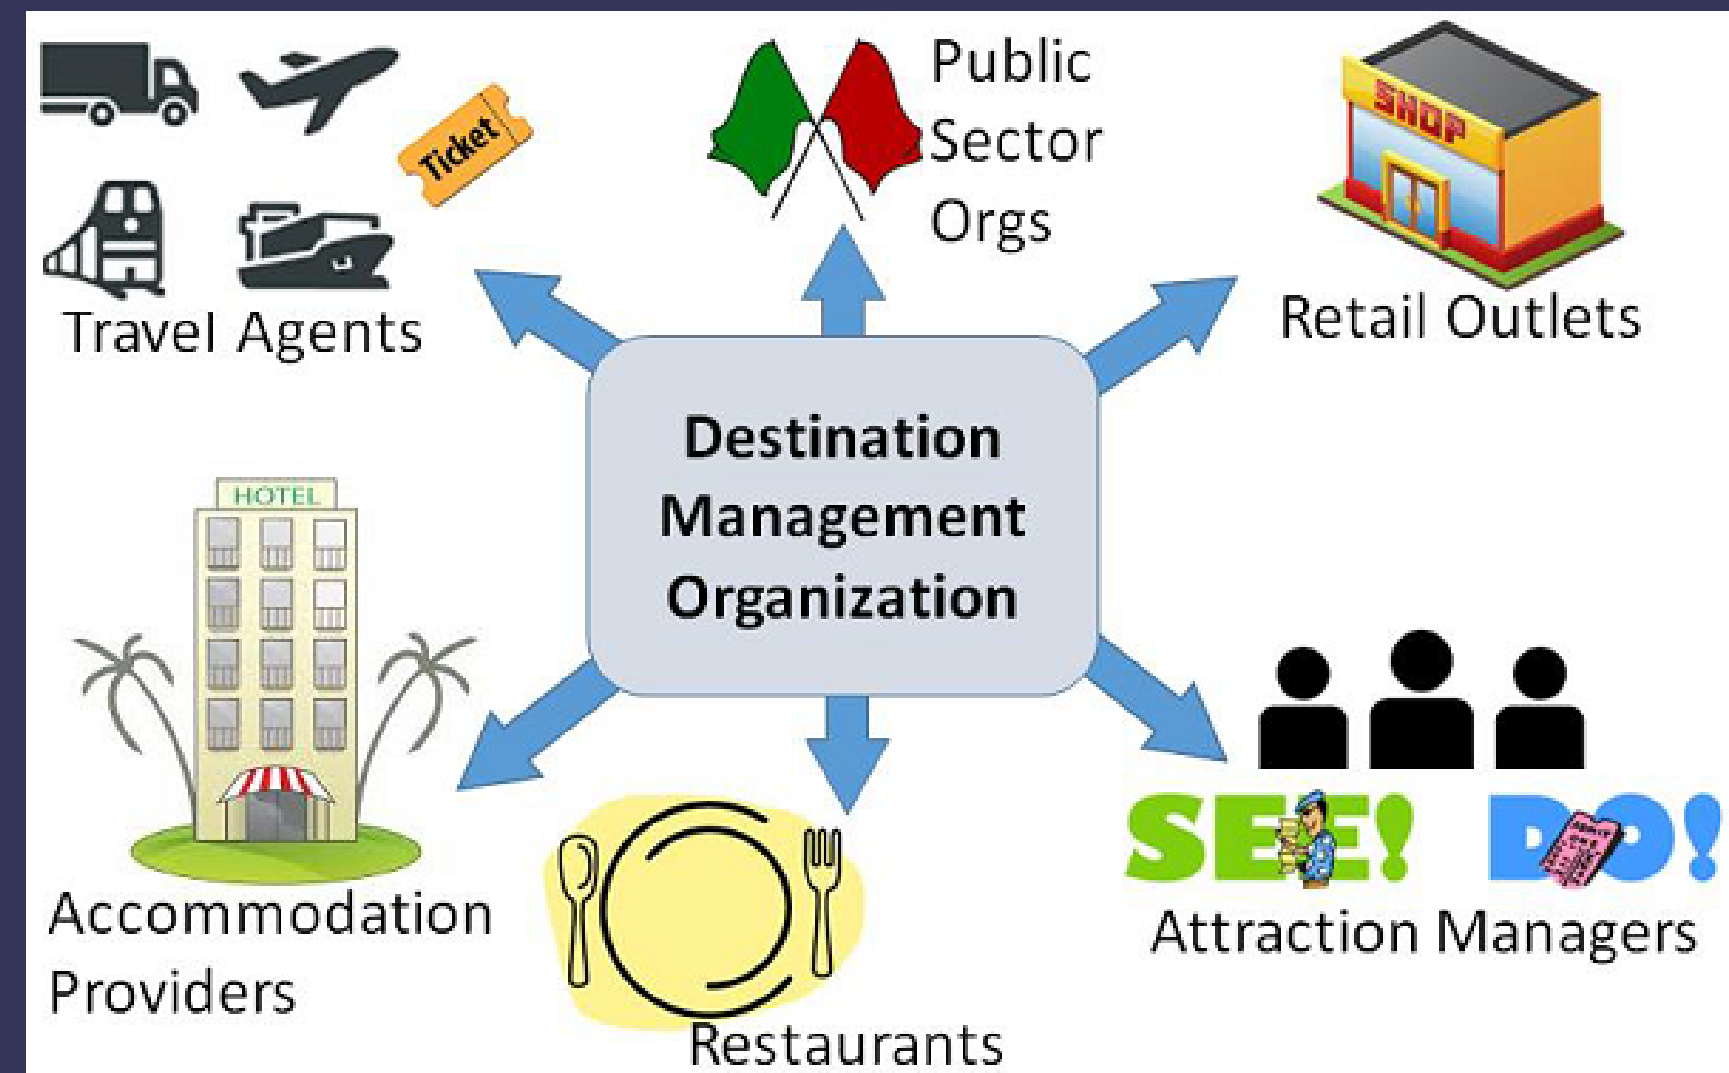 Ticket
Travel Agents
Public
Sector
Orgs
SHOP
Retail Outlets
Destination
Management
Organization
HOTEL
Accommodation
Providers
Restaurants
SEE! DO!
Attraction Managers